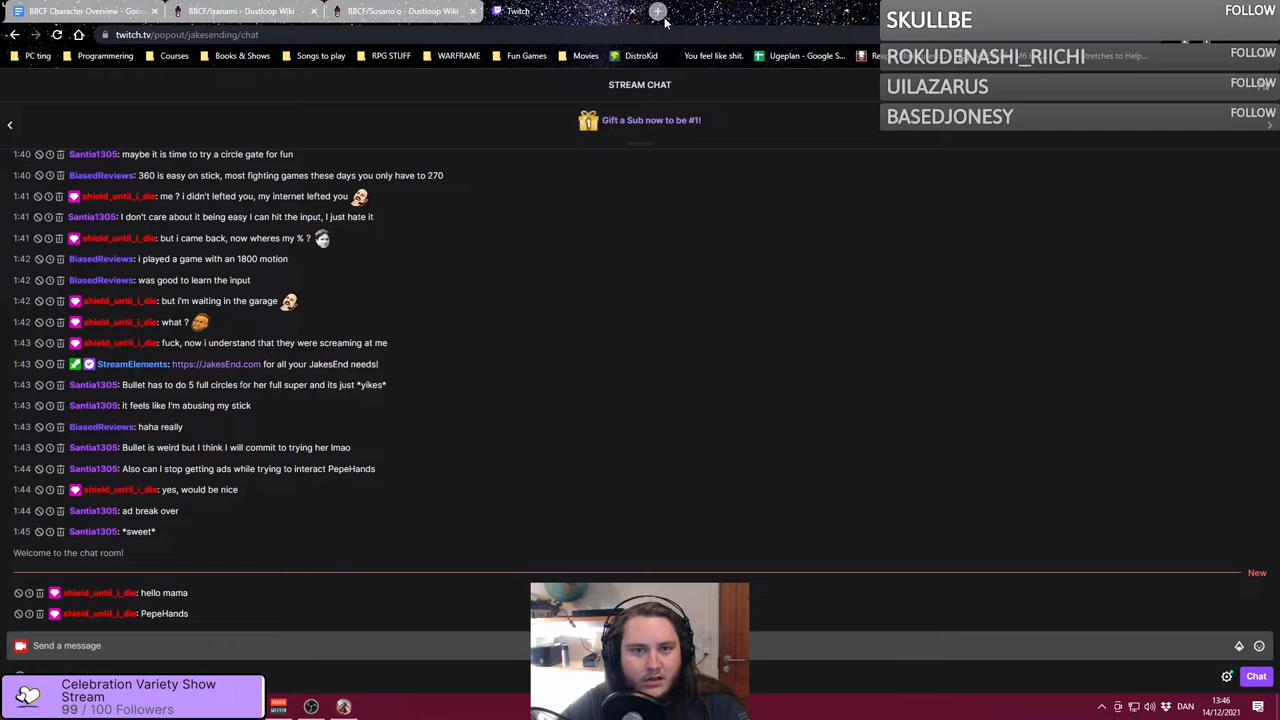 BBCF Character Overview - Goo
BBCF/Izanami - Dustloop Wiki
BBCF/Susano'o - Dustloop Wiki
Twitch
twitch.tv/popout/jakesending/chat
PC ting
Programmering
Courses
Books & Shows
Songs to play
RPG STUFF
WARFRAME
Fun Games
Movies
DistroKid
You feel like shit.
Ugeplan - Google S...
SKULLBE FOLLOW
ROKUDENASHI_RIICHI FOLLOW
UILAZARUS FOLLOW
BASEDJONESY FOLLOW
STREAM CHAT
Gift a Sub now to be #1!
1:40 Santia1305: maybe it is time to try a circle gate for fun
1:40 BiasedReviews: 360 is easy on stick, most fighting games these days you only have to 270
1:41 shield_until_i_die: me ? i didn't lefted you, my internet lefted you
1:41 Santia1305: I don't care about it being easy I can hit the input, I just hate it
1:41 shield_until_i_die: but i came back, now wheres my % ?
1:42 BiasedReviews: i played a game with an 1800 motion
1:42 BiasedReviews: was good to learn the input
1:42 shield_until_i_die: but i'm waiting in the garage
1:42 shield_until_i_die: what ?
1:43 shield_until_i_die: fuck, now i understand that they were screaming at me
1:43 StreamElements: https://JakesEnd.com for all your JakesEnd needs!
1:43 Santia1305: Bullet has to do 5 full circles for her full super and its just *yikes*
1:43 Santia1305: it feels like I'm abusing my stick
1:43 BiasedReviews: haha really
1:43 Santia1305: Bullet is weird but I think I will commit to trying her lmao
1:44 Santia1305: Also can I stop getting ads while trying to interact PepeHands
1:44 shield_until_i_die: yes, would be nice
1:44 Santia1305: ad break over
1:45 Santia1305: *sweet*
Welcome to the chat room!
New
shield_until_i_die: hello mama
shield_until_i_die: PepeHands
Send a message
Chat
Celebration Variety Show
Stream
99 / 100 Followers
DAN
13:46
14/12/2021